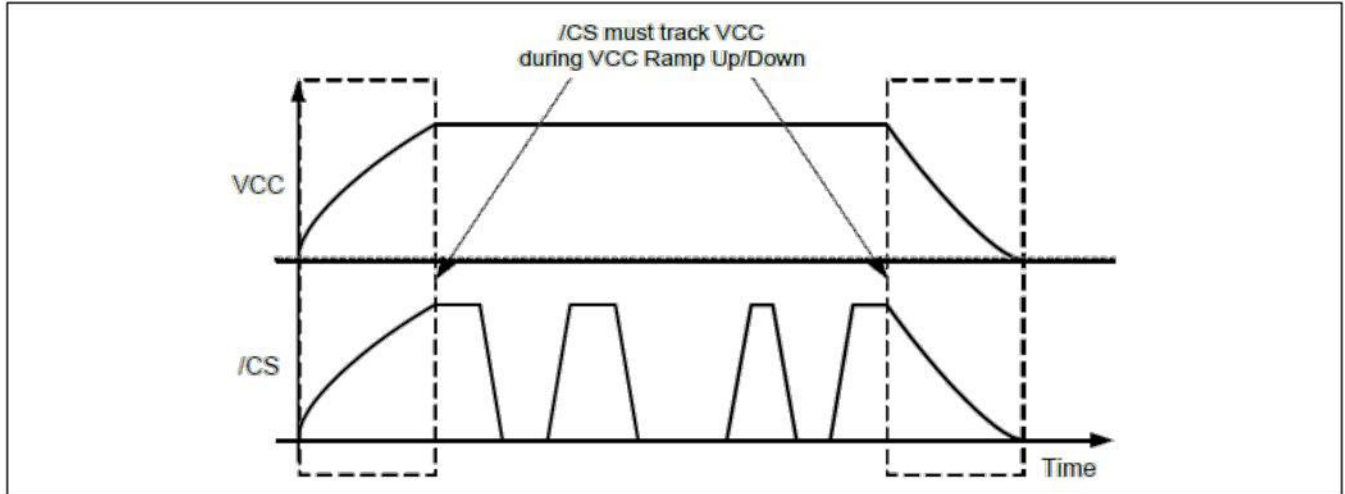 /CS must track VCC
during VCC Ramp Up/Down
VCC
/CS
Time